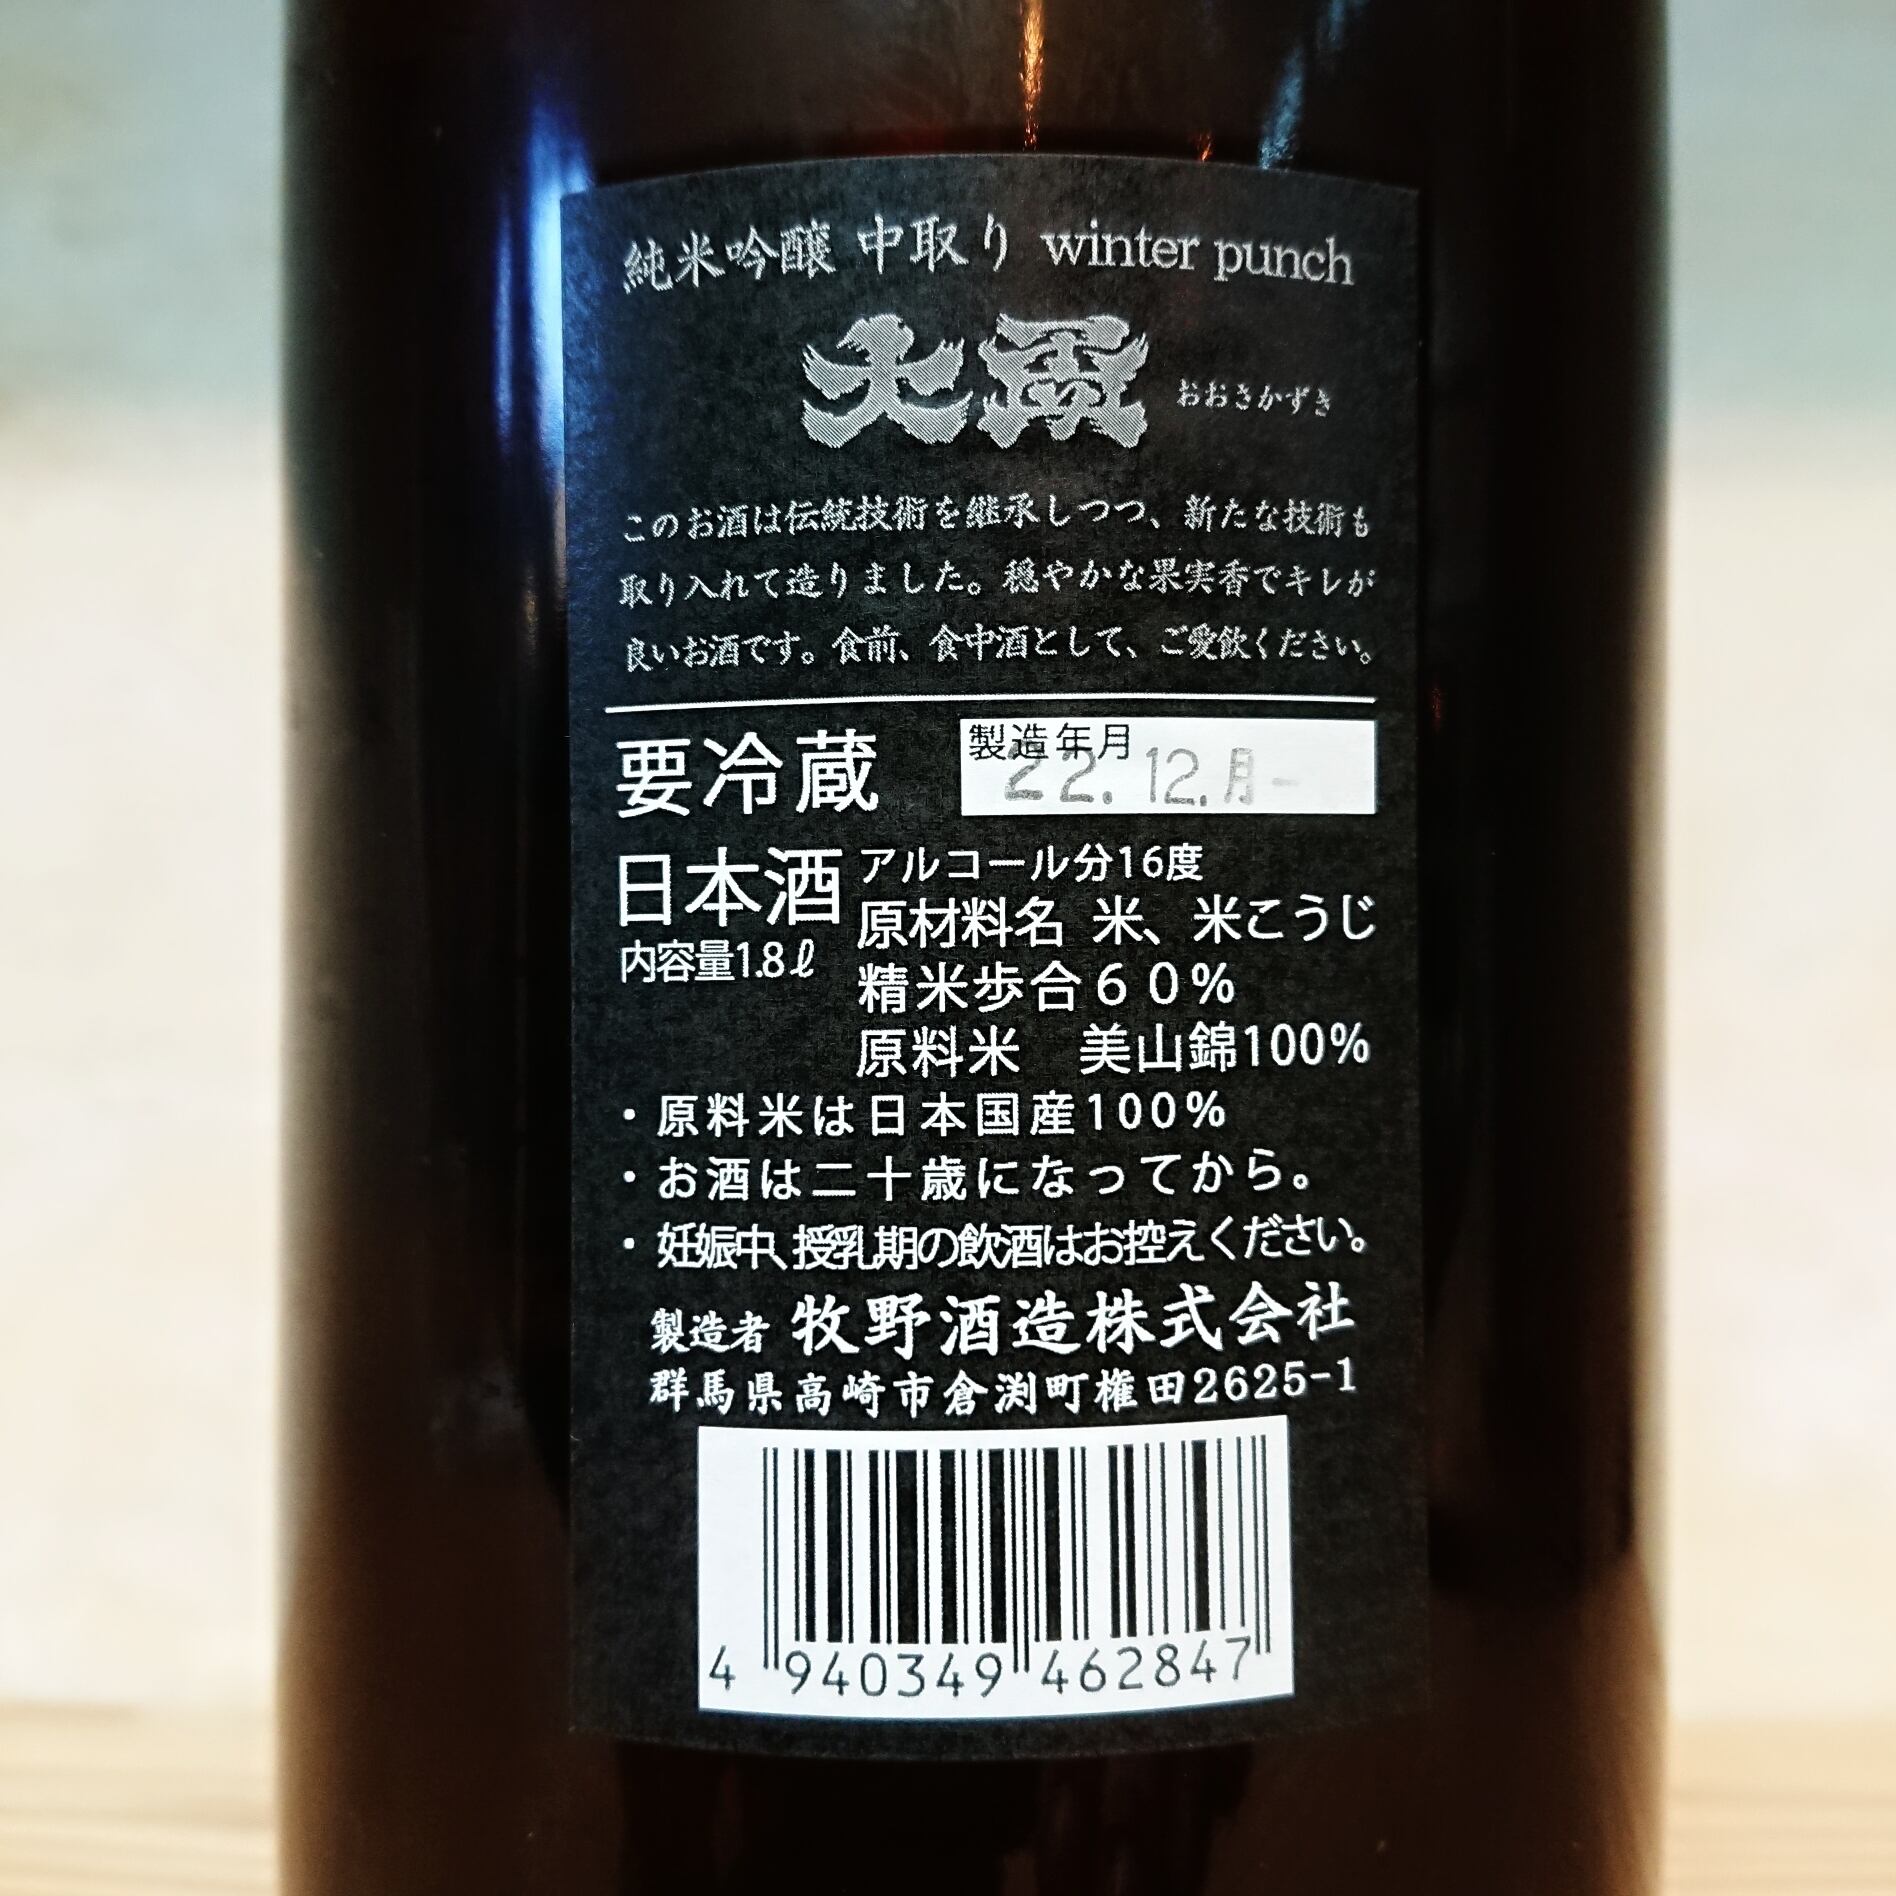 純米吟醸 中取り winter punch
大盃 おおさかずき
このお酒は伝統技術を継承しつつ、新たな技術も
取り入れて造りました。穏やかな果実香でキレが
良いお酒です。食前、食中酒として、ご愛飲ください。
要冷蔵
製造年月
22.12.月
日本酒
内容量1.8ℓ
アルコール分16度
原材料名 米、米こうじ
精米歩合60%
原料米 美山錦100%
・原料米は日本国産100%
・お酒は二十歳になってから。
・妊娠中、授乳期の飲酒はお控えください。
製造者 牧野酒造株式会社
群馬県高崎市倉渕町権田2625-1
4 940349 462847